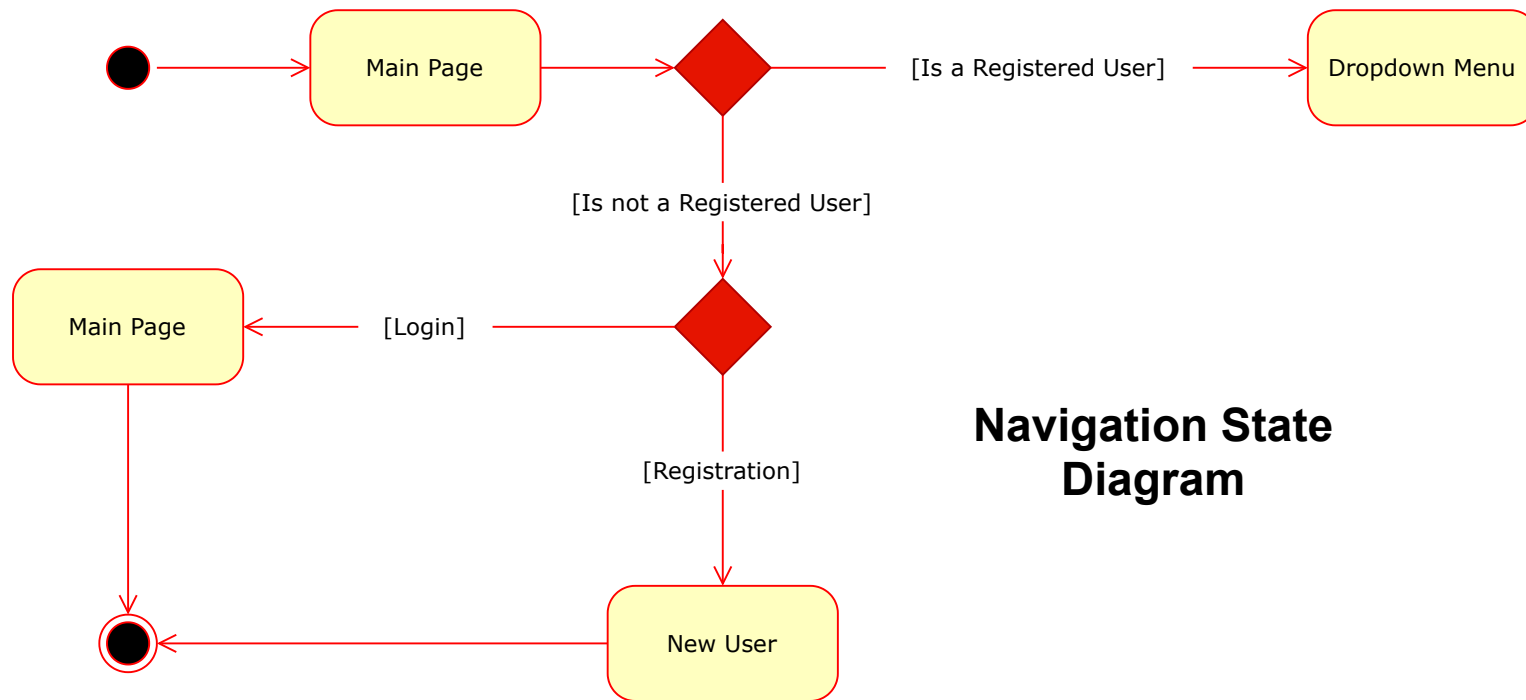 Main Page
[Is a Registered User]
Dropdown Menu
[Is not a Registered User]
Main Page
[Login]
Navigation State
Diagram
[Registration]
New User